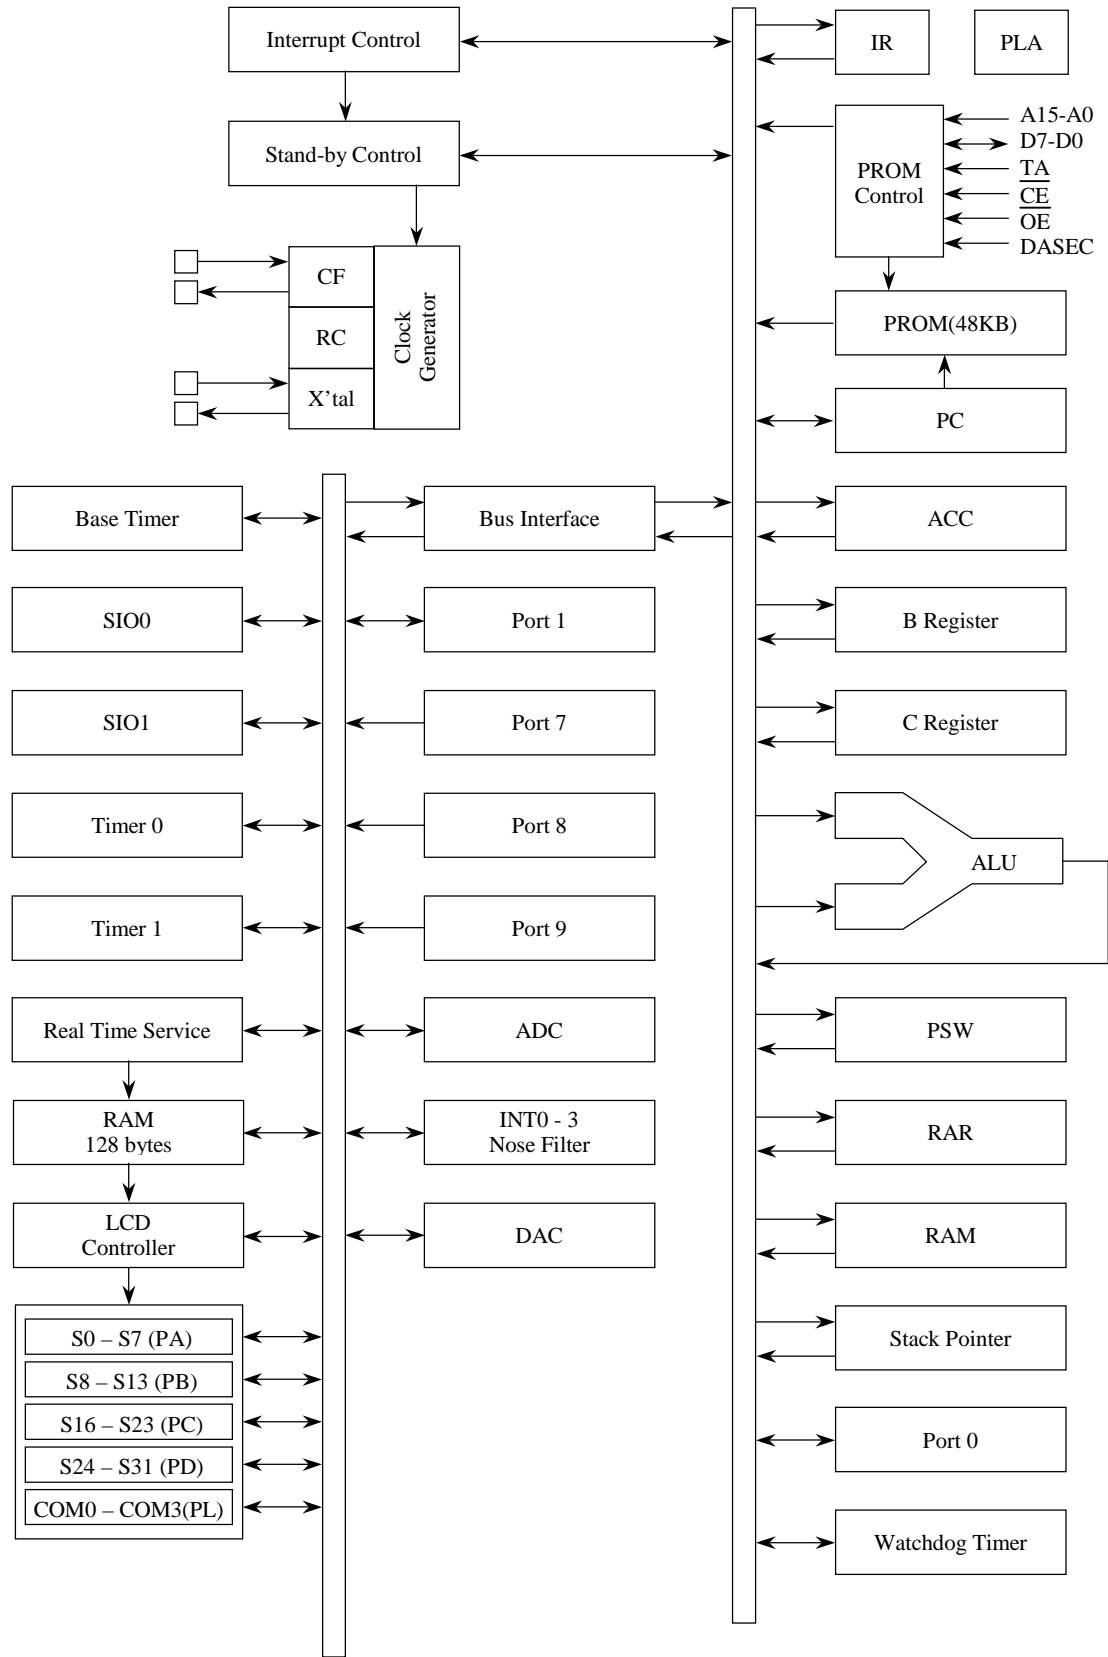 Interrupt Control
IR
PLA
Stand-by Control
PROM
Control
A15-A0
D7-D0
TA
CE
OE
DASEC
CF
RC
X'tal
Clock
Generator
PROM(48KB)
PC
Base Timer
Bus Interface
ACC
SIO0
Port 1
B Register
SIO1
Port 7
C Register
Timer 0
Port 8
ALU
Timer 1
Port 9
Real Time Service
ADC
PSW
RAM
128 bytes
INT0 - 3
Nose Filter
RAR
LCD
Controller
DAC
RAM
S0 – S7 (PA)
S8 – S13 (PB)
S16 – S23 (PC)
S24 – S31 (PD)
COM0 – COM3(PL)
Stack Pointer
Port 0
Watchdog Timer